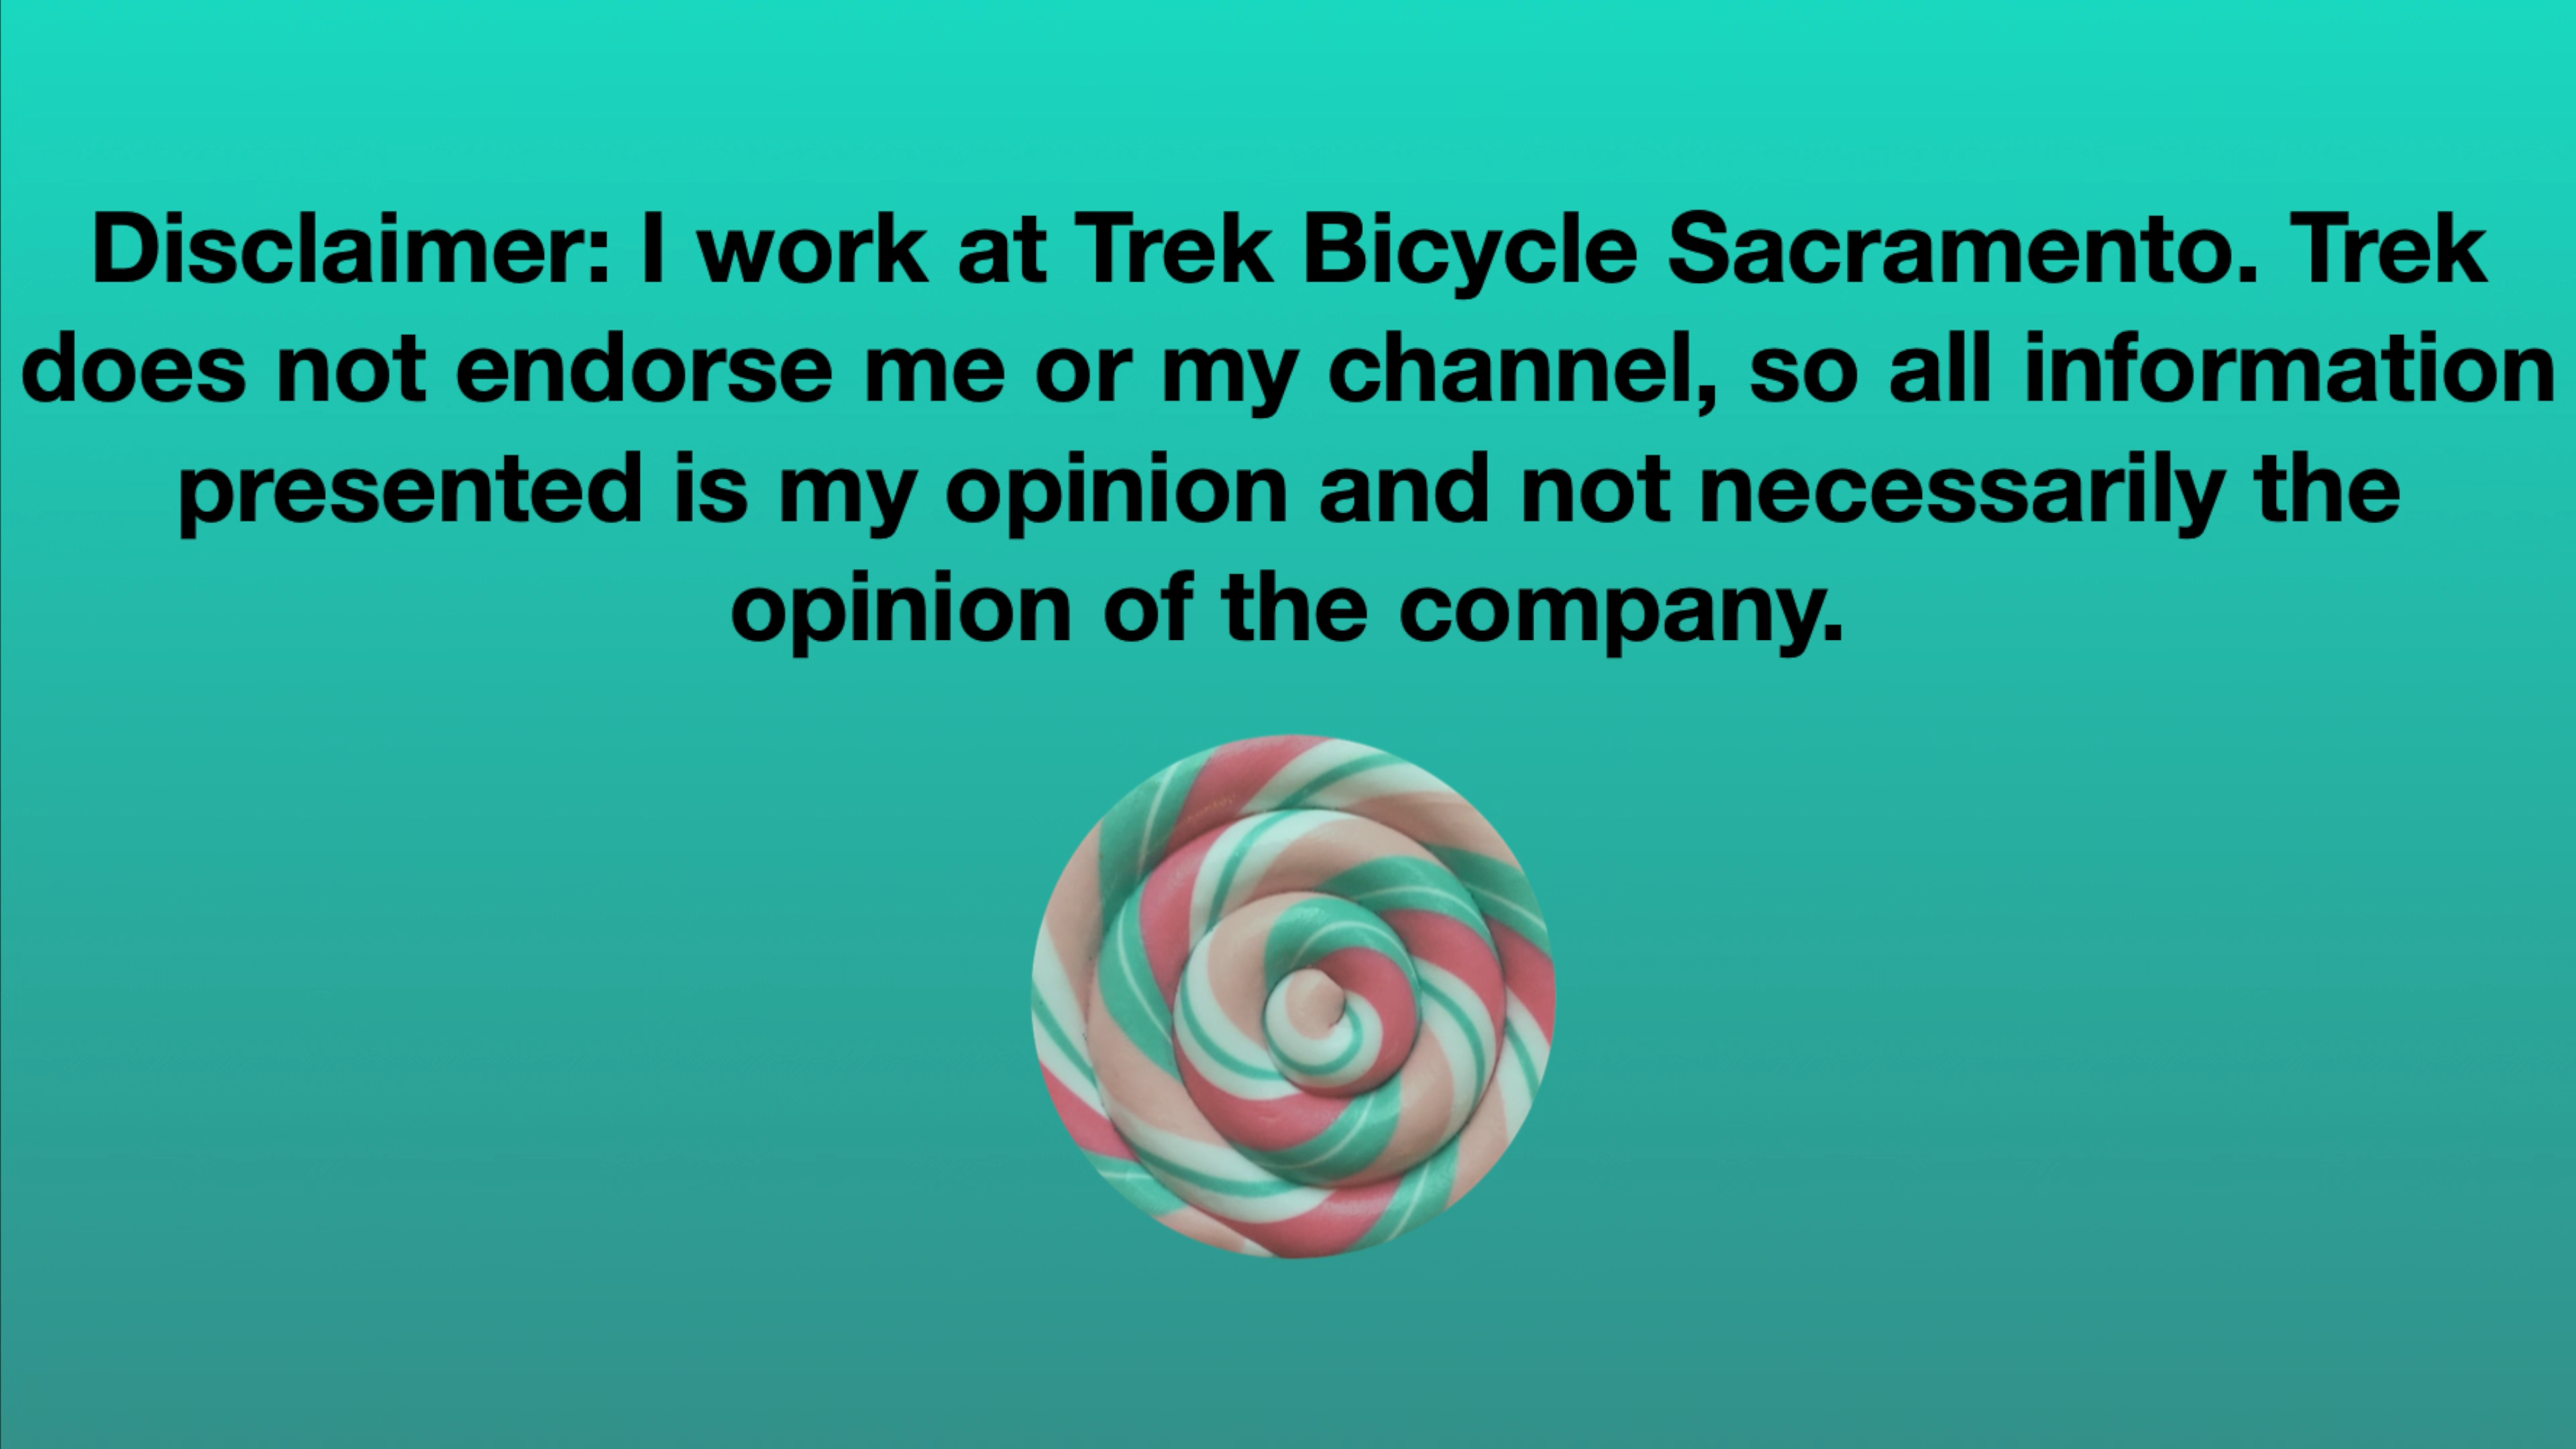 Disclaimer: I work at Trek Bicycle Sacramento. Trek
does not endorse me or my channel, so all information
presented is my opinion and not necessarily the
opinion of the company.